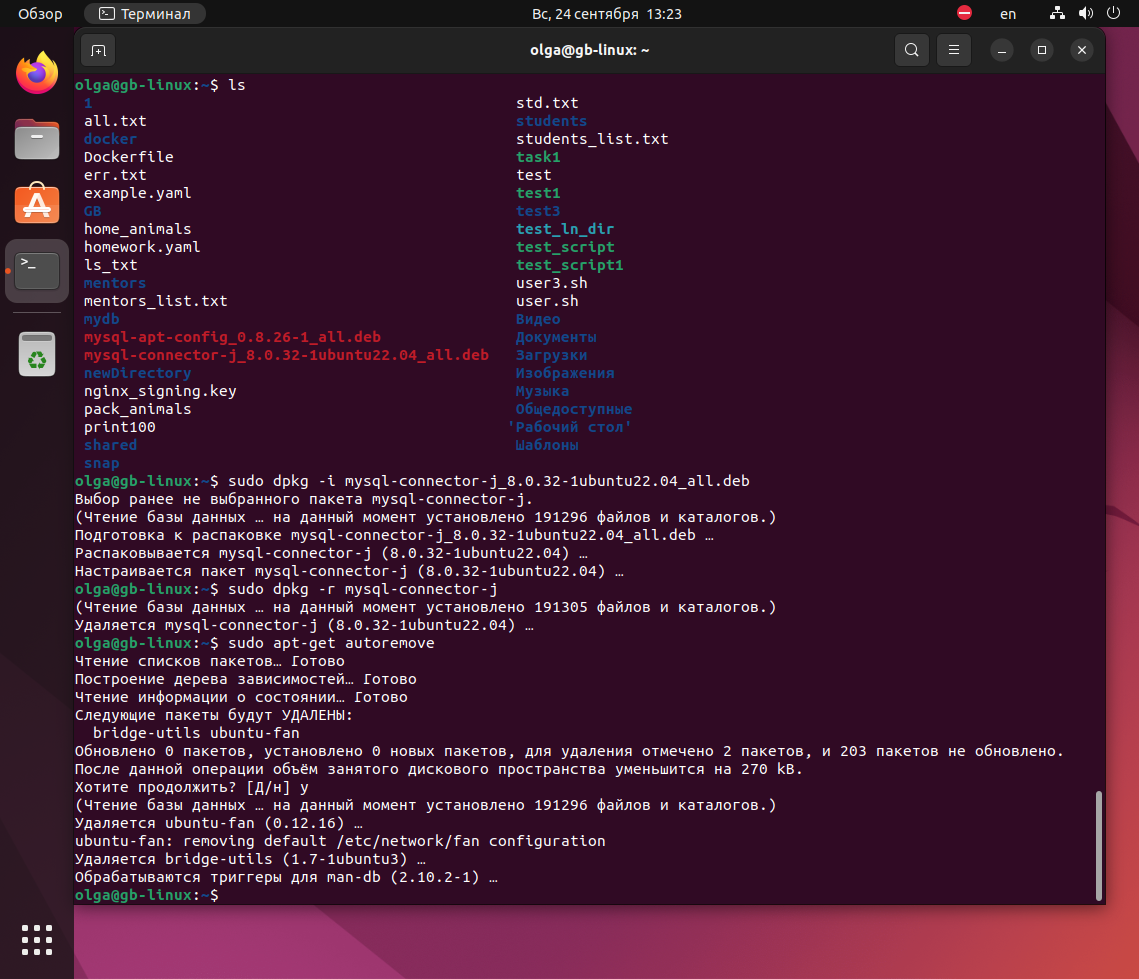 Обзор Терминал Вс, 24 сентября 13:23 en
olga@gb-linux: ~
olga@gb-linux:~$ ls
1 std.txt
all.txt students
docker students_list.txt
Dockerfile task1
err.txt test
example.yaml test1
GB test3
home_animals test_ln_dir
homework.yaml test_script
ls_txt test_script1
mentors user3.sh
mentors_list.txt user.sh
mydb Видео
mysql-apt-config_0.8.26-1_all.deb Документы
mysql-connector-j_8.0.32-1ubuntu22.04_all.deb Загрузки
newDirectory Изображения
nginx_signing.key Музыка
pack_animals Общедоступные
print100 'Рабочий стол'
shared Шаблоны
snap
olga@gb-linux:~$ sudo dpkg -i mysql-connector-j_8.0.32-1ubuntu22.04_all.deb
Выбор ранее не выбранного пакета mysql-connector-j.
(Чтение базы данных … на данный момент установлено 191296 файлов и каталогов.)
Подготовка к распаковке mysql-connector-j_8.0.32-1ubuntu22.04_all.deb …
Распаковывается mysql-connector-j (8.0.32-1ubuntu22.04) …
Настраивается пакет mysql-connector-j (8.0.32-1ubuntu22.04) …
olga@gb-linux:~$ sudo dpkg -r mysql-connector-j
(Чтение базы данных … на данный момент установлено 191305 файлов и каталогов.)
Удаляется mysql-connector-j (8.0.32-1ubuntu22.04) …
olga@gb-linux:~$ sudo apt-get autoremove
Чтение списков пакетов… Готово
Построение дерева зависимостей… Готово
Чтение информации о состоянии… Готово
Следующие пакеты будут УДАЛЕНЫ:
bridge-utils ubuntu-fan
Обновлено 0 пакетов, установлено 0 новых пакетов, для удаления отмечено 2 пакетов, и 203 пакетов не обновлено.
После данной операции объём занятого дискового пространства уменьшится на 270 kB.
Хотите продолжить? [Д/н] y
(Чтение базы данных … на данный момент установлено 191296 файлов и каталогов.)
Удаляется ubuntu-fan (0.12.16) …
ubuntu-fan: removing default /etc/network/fan configuration
Удаляется bridge-utils (1.7-1ubuntu3) …
Обрабатываются триггеры для man-db (2.10.2-1) …
olga@gb-linux:~$